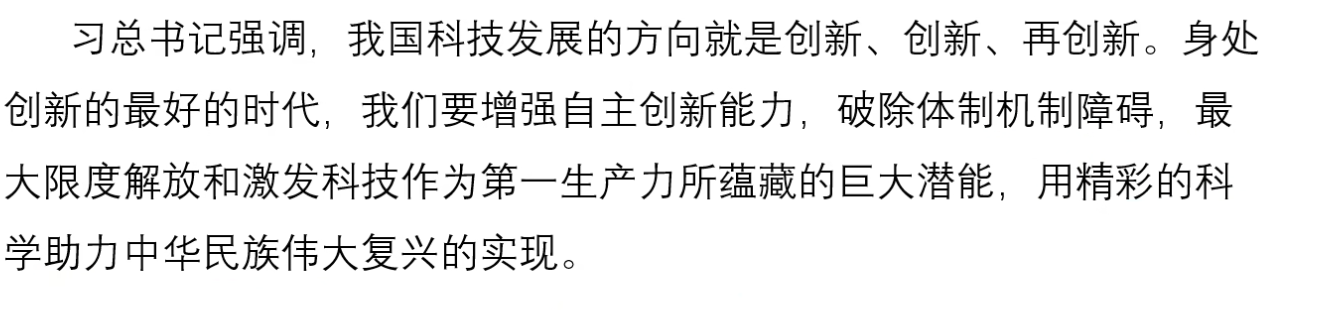 习总书记强调，我国科技发展的方向就是创新、创新、再创新。身处
创新的最好的时代，我们要增强自主创新能力，破除体制机制障碍，最
大限度解放和激发科技作为第一生产力所蕴藏的巨大潜能，用精彩的科
学助力中华民族伟大复兴的实现。